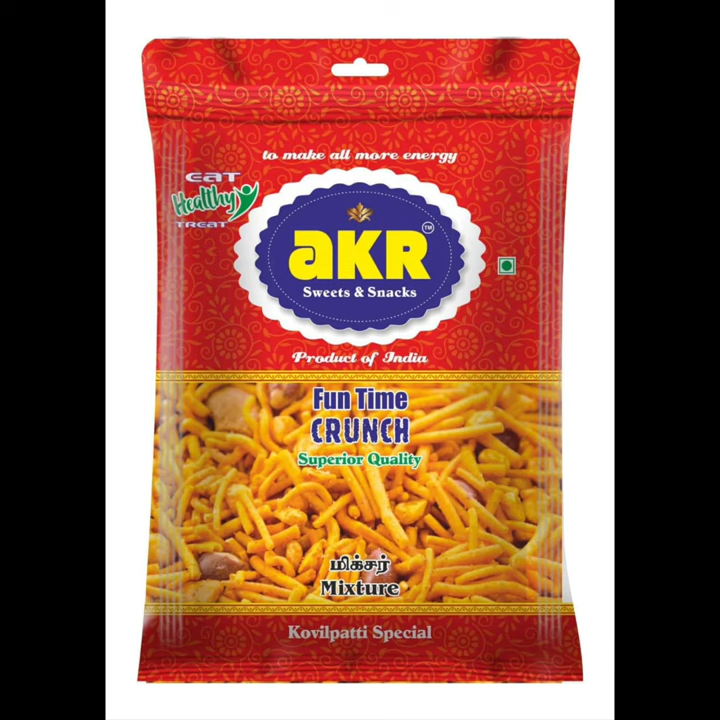 to make all more energy
eaT
Healthy
TREAT
aKR
TM
Sweets & Snacks
Product of India
Fun Time
CRUNCH
Superior Quality
மிக்சர்
Mixture
Kovilpatti Special